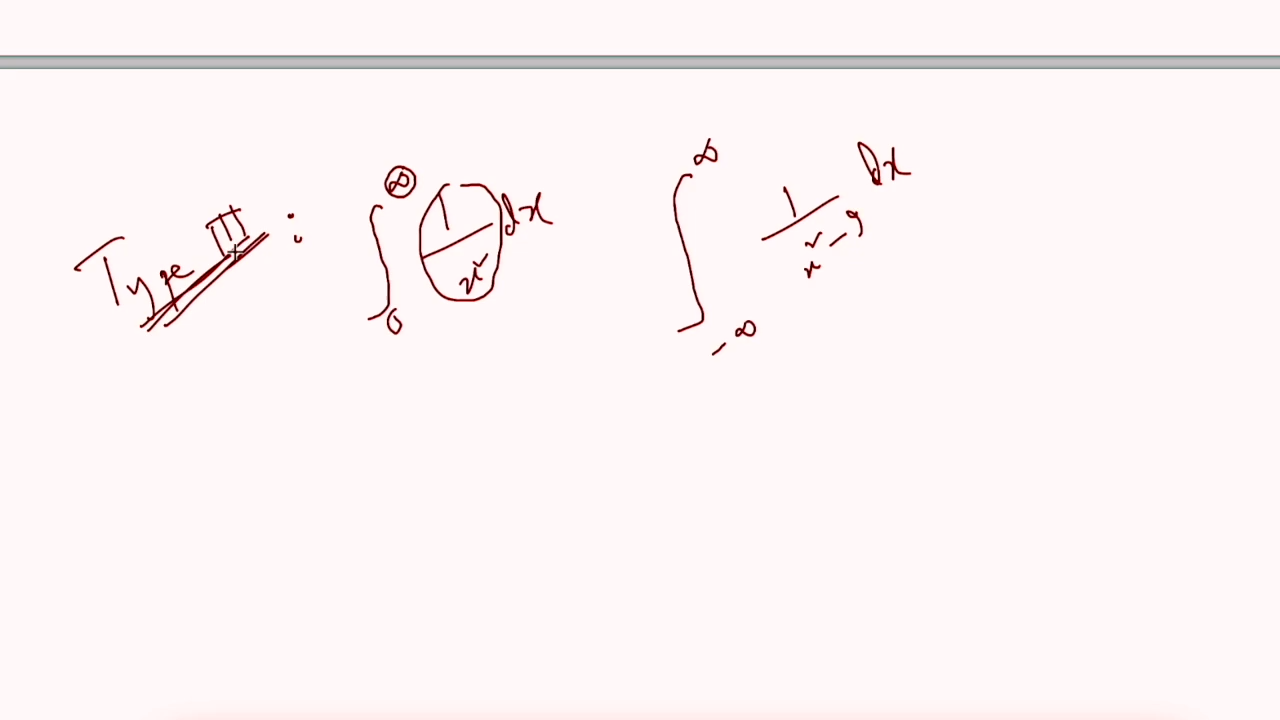 Type III : ∫₀^∞ 1/x² dx ∫₋∞^∞ 1/x²-9 dx